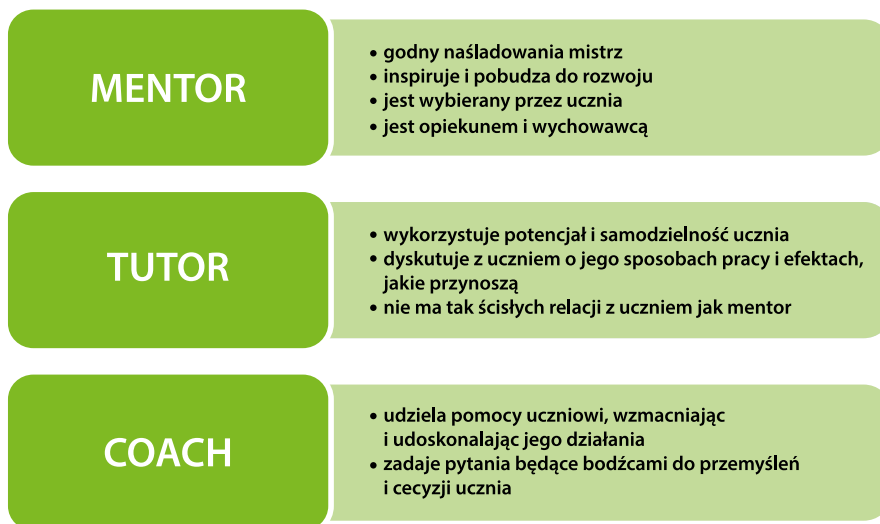 MENTOR
• godny naśladowania mistrz
• inspiruje i pobudza do rozwoju
• jest wybierany przez ucznia
• jest opiekunem i wychowawcą
TUTOR
• wykorzystuje potencjał i samodzielność ucznia
• dyskutuje z uczniem o jego sposobach pracy i efektach,
jakie przynoszą
• nie ma tak ścisłych relacji z uczniem jak mentor
COACH
• udziela pomocy uczniowi, wzmacniając
i udoskonalając jego działania
• zadaje pytania będące bodźcami do przemyśleń
i cecyzji ucznia